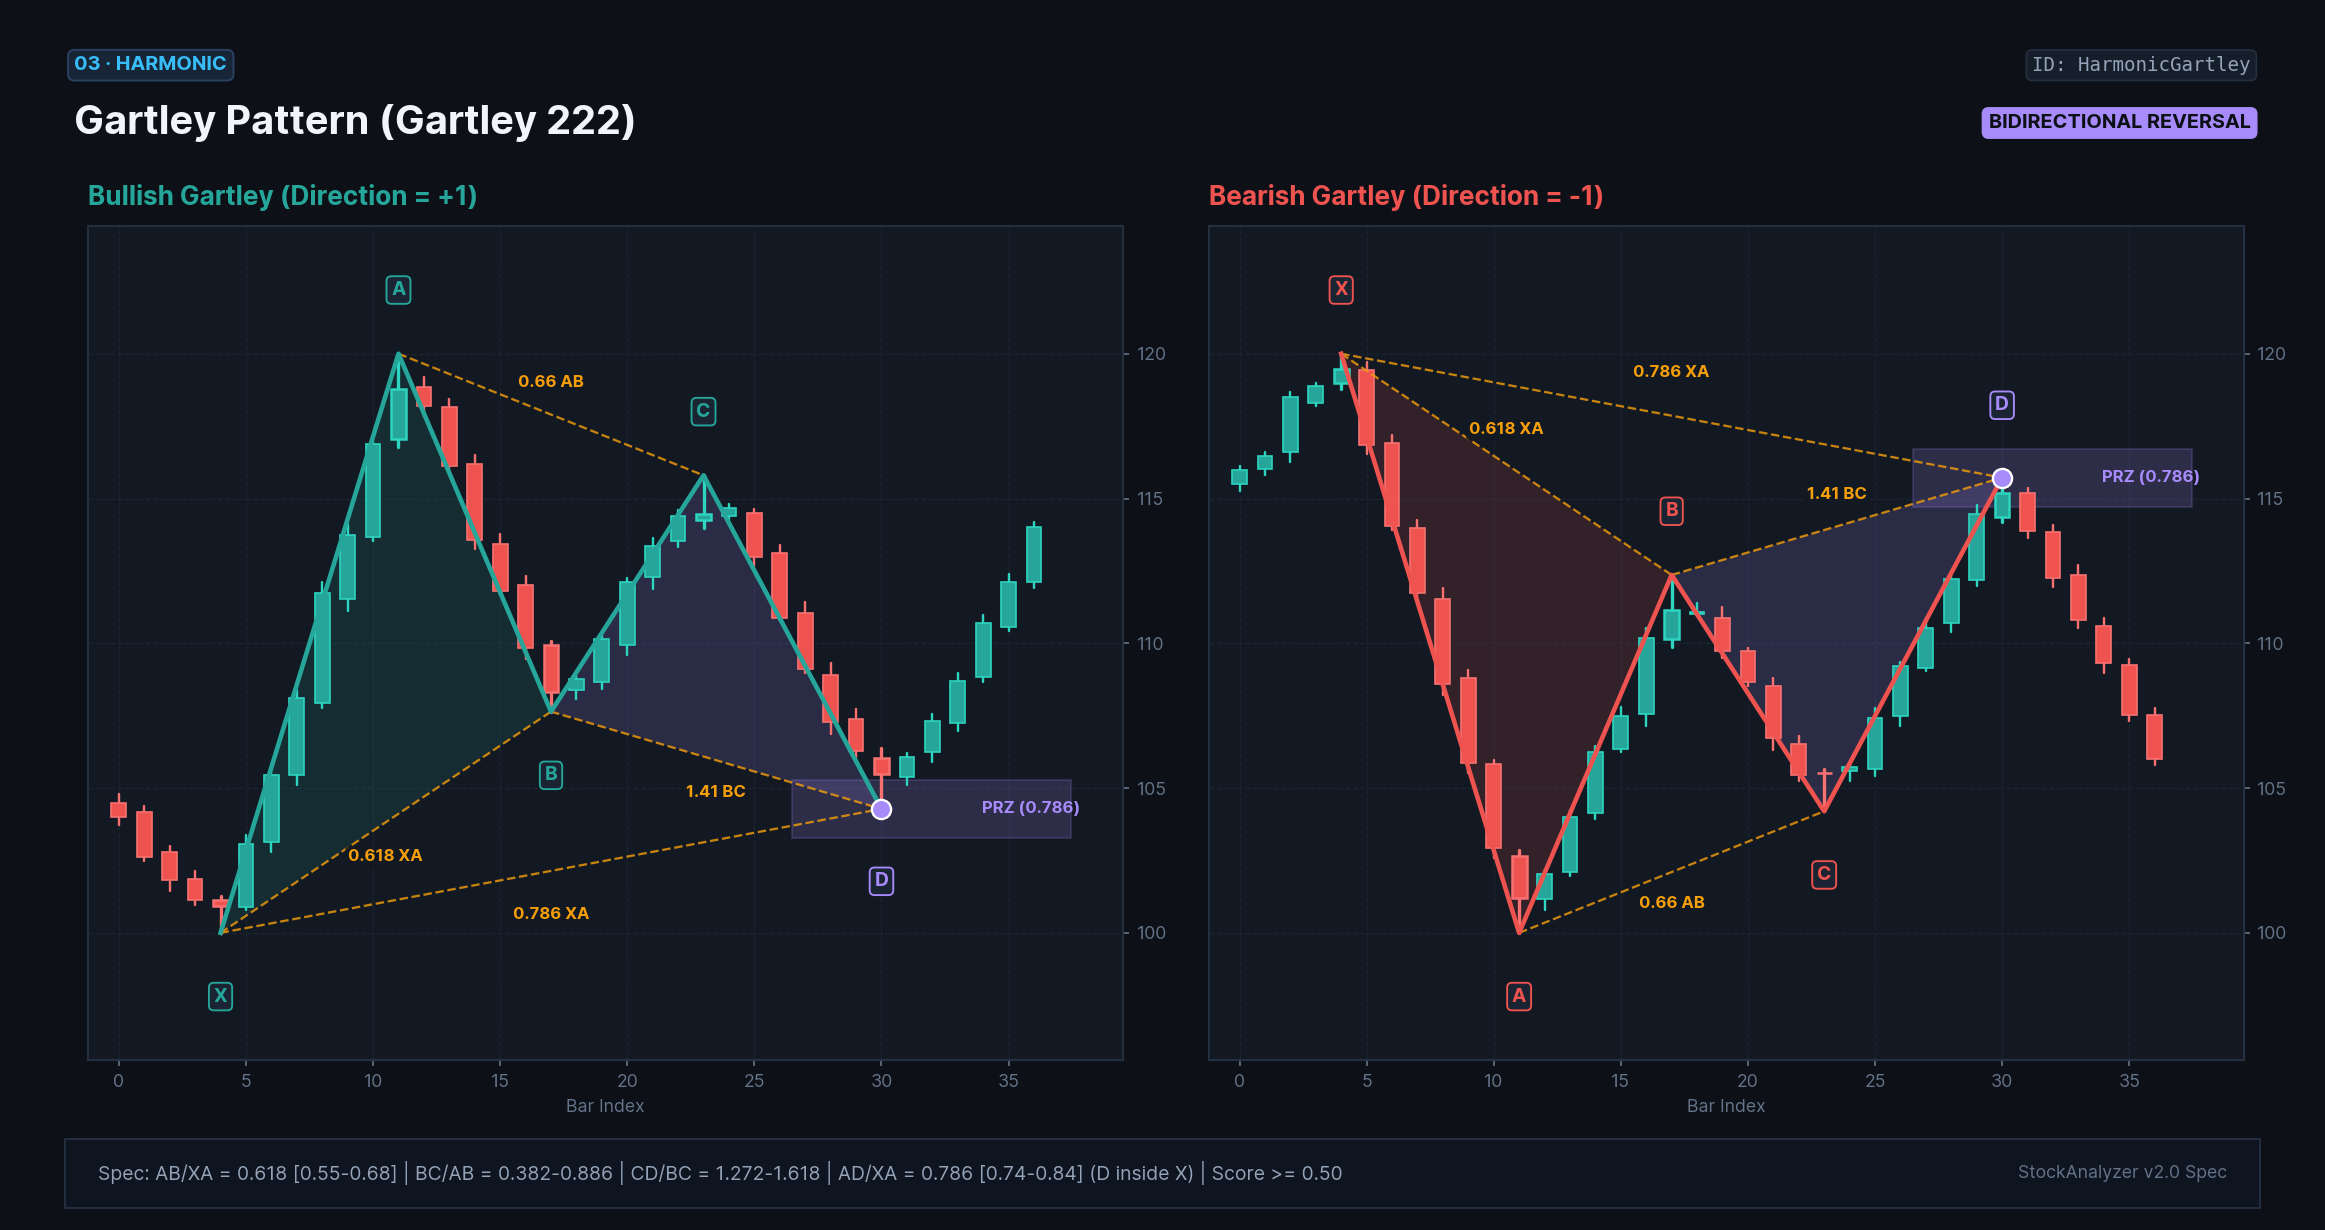 03 · HARMONIC
ID: HarmonicGartley
Gartley Pattern (Gartley 222)
BIDIRECTIONAL REVERSAL
Bullish Gartley (Direction = +1)
A
0.66 AB
C
B
1.41 BC
PRZ (0.786)
0.618 XA
D
0.786 XA
X
120
115
110
105
100
0 5 10 15 20 25 30 35
Bar Index
Bearish Gartley (Direction = -1)
X
0.786 XA
D
0.618 XA
PRZ (0.786)
1.41 BC
B
C
0.66 AB
A
120
115
110
105
100
0 5 10 15 20 25 30 35
Bar Index
Spec: AB/XA = 0.618 [0.55-0.68] | BC/AB = 0.382-0.886 | CD/BC = 1.272-1.618 | AD/XA = 0.786 [0.74-0.84] (D inside X) | Score >= 0.50
StockAnalyzer v2.0 Spec